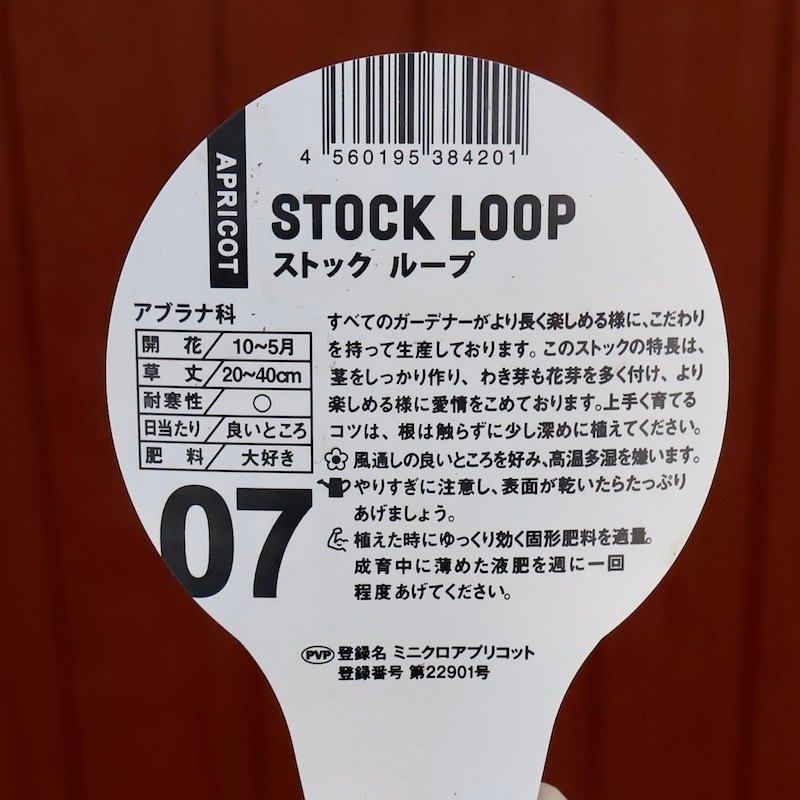 4 560195 384201
APRICOT
STOCK LOOP
ストック ループ
アブラナ科
開 花/10~5月
草 丈/20~40cm
耐寒性/○
日当たり/良いところ
肥 料/大好き
07
すべてのガーデナーがより長く楽しめる様に、こだわり
を持って生産しております。このストックの特長は、
茎をしっかり作り、わき芽も花芽を多く付け、より
楽しめる様に愛情をこめております。上手く育てる
コツは、根は触らずに少し深めに植えてください。
風通しの良いところを好み、高温多湿を嫌います。
やりすぎに注意し、表面が乾いたらたっぷり
あげましょう。
植えた時にゆっくり効く固形肥料を適量。
成育中に薄めた液肥を週に一回
程度あげてください。
PVP 登録名 ミニクロアプリコット
登録番号 第22901号